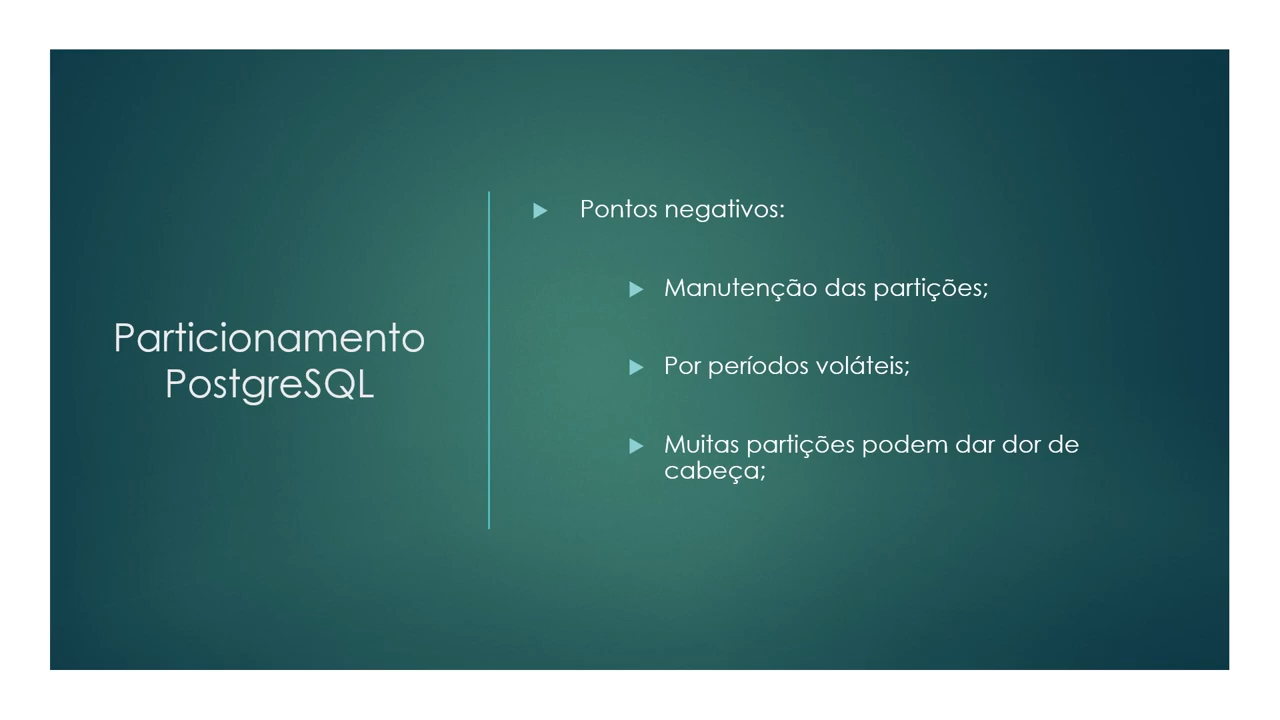 Particionamento
PostgreSQL
Pontos negativos:
Manutenção das partições;
Por períodos voláteis;
Muitas partições podem dar dor de
cabeça;